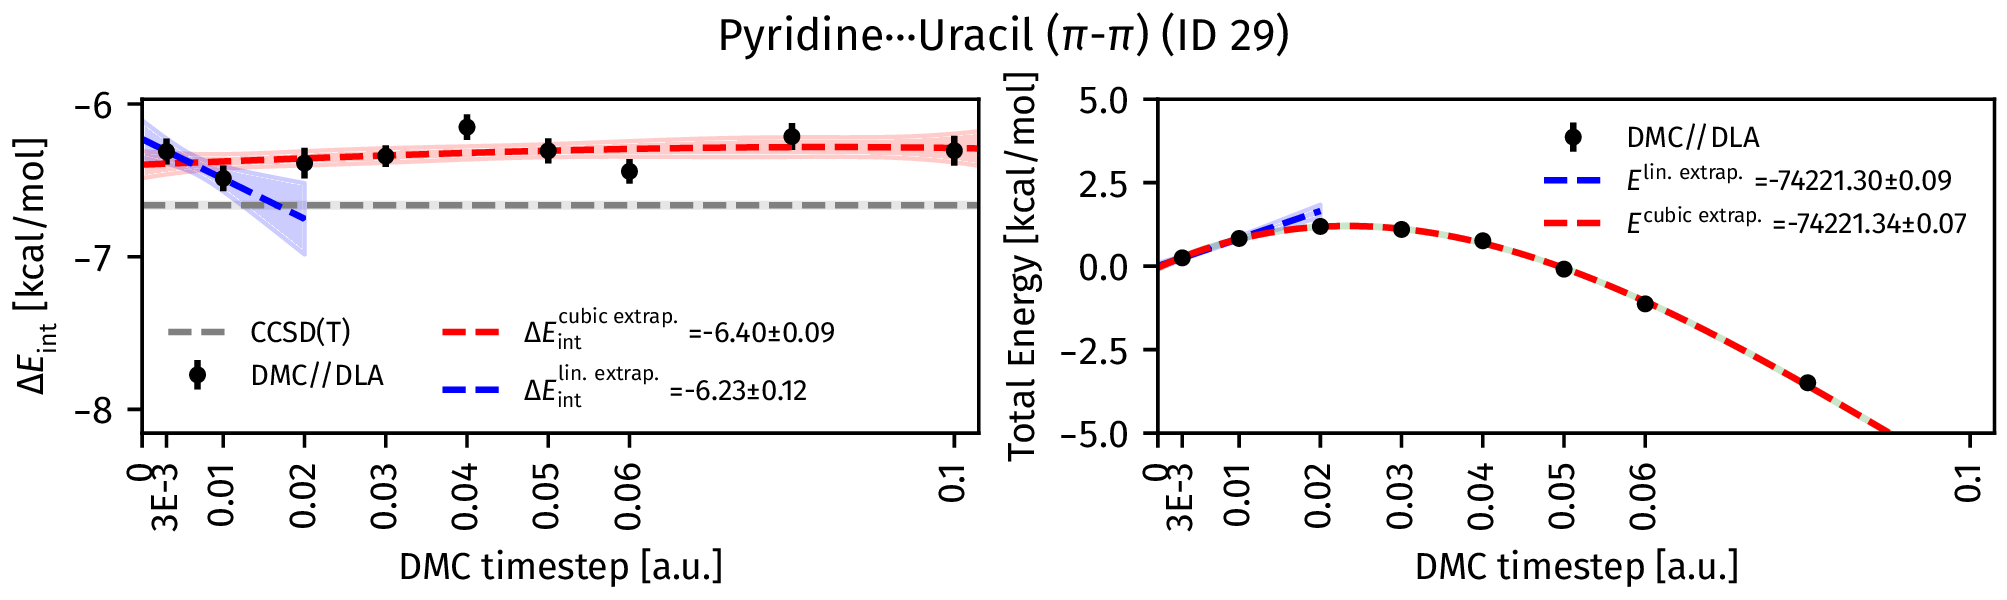 Pyridine···Uracil (π-π) (ID 29)
ΔE_int [kcal/mol]
−6
−7
−8
CCSD(T)
DMC//DLA
ΔE_int^cubic extrap. =-6.40±0.09
ΔE_int^lin. extrap. =-6.23±0.12
0
3E-3
0.01
0.02
0.03
0.04
0.05
0.06
0.1
DMC timestep [a.u.]
Total Energy [kcal/mol]
5.0
2.5
0.0
−2.5
−5.0
DMC//DLA
E^lin. extrap. =-74221.30±0.09
E^cubic extrap. =-74221.34±0.07
0
3E-3
0.01
0.02
0.03
0.04
0.05
0.06
0.1
DMC timestep [a.u.]